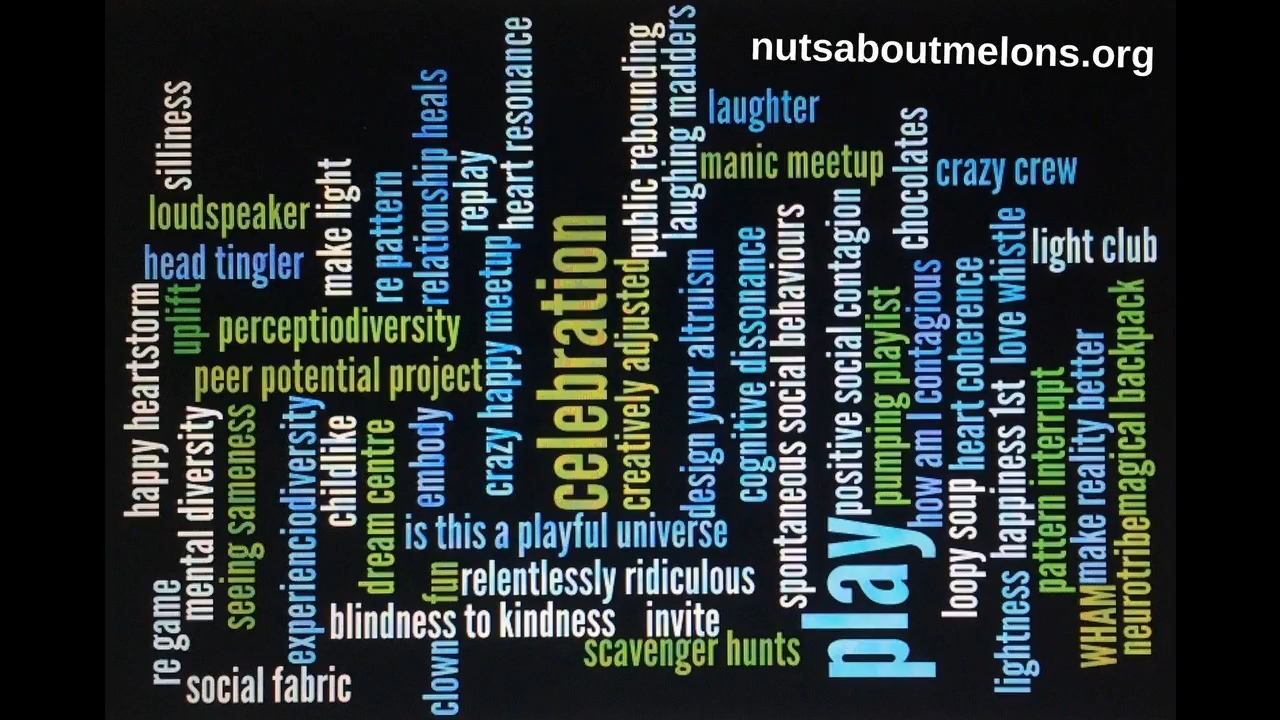 nutsaboutmelons.org
silliness
loudspeaker
head tingler
make light
re pattern
relationship heals
replay
heart resonance
public rebounding
laughing madders
laughter
manic meetup
chocolates
crazy crew
light club
happy heartstorm
uplift
perceptiodiversity
peer potential project
crazy happy meetup
celebration
creatively adjusted
design your altruism
cognitive dissonance
spontaneous social behaviours
positive social contagion
pumping playlist
how am I contagious
heart coherence
love whistle
happiness 1st
pattern interrupt
make reality better
neurotribemagical backpack
mental diversity
seeing sameness
experienciodiversity
childlike
dream centre
embody
is this a playful universe
fun
relentlessly ridiculous
blindness to kindness
invite
scavenger hunts
play
loopy soup
lightness
WHAM
re game
social fabric
clown